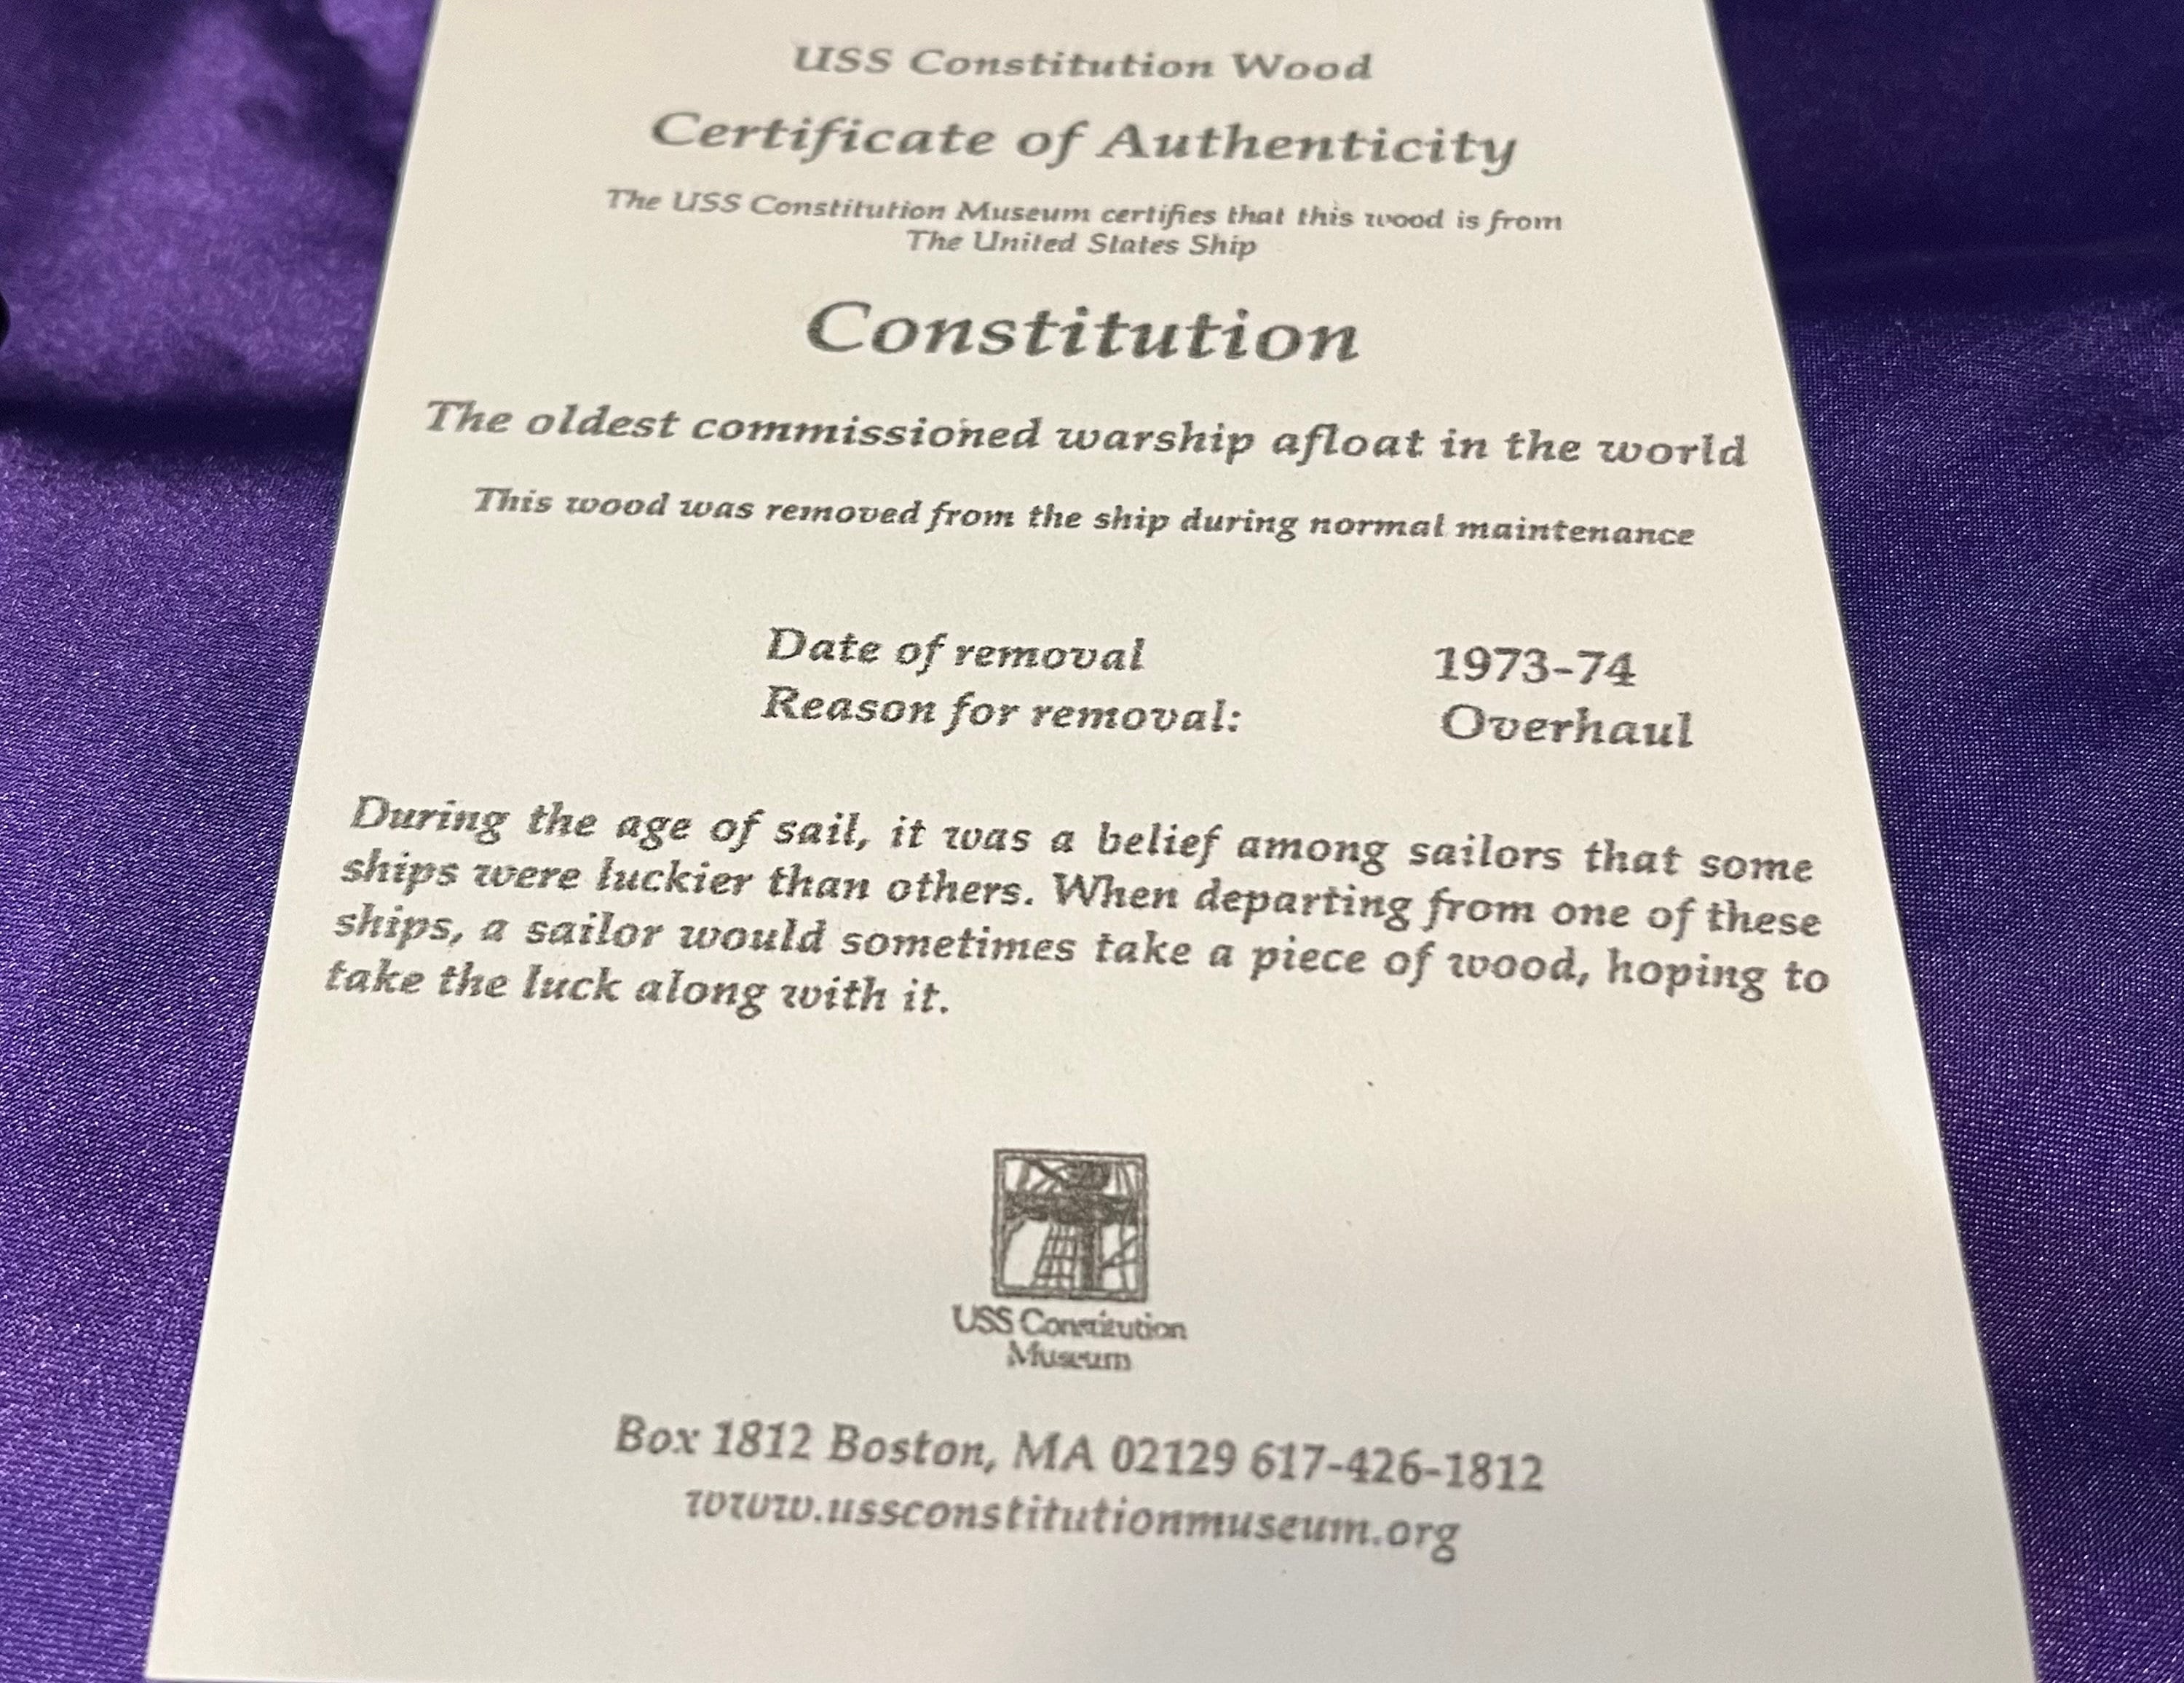 USS Constitution Wood
Certificate of Authenticity
The USS Constitution Museum certifies that this wood is from
The United States Ship
Constitution
The oldest commissioned warship afloat in the world
This wood was removed from the ship during normal maintenance
Date of removal 1973-74
Reason for removal: Overhaul
During the age of sail, it was a belief among sailors that some
ships were luckier than others. When departing from one of these
ships, a sailor would sometimes take a piece of wood, hoping to
take the luck along with it.
USS Constitution
Museum
Box 1812 Boston, MA 02129 617-426-1812
www.ussconstitutionmuseum.org